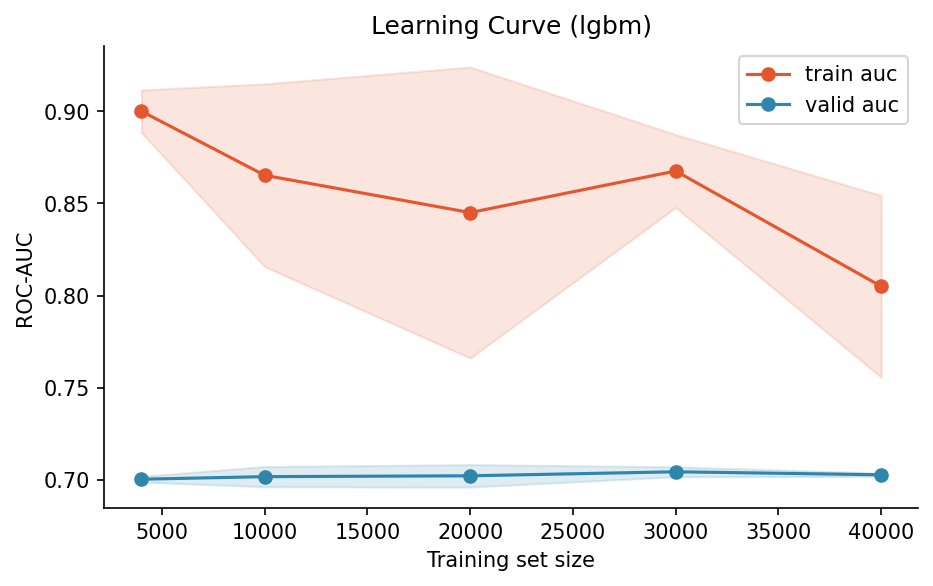 Learning Curve (lgbm)
train auc
valid auc
ROC-AUC
0.90
0.85
0.80
0.75
0.70
5000 10000 15000 20000 25000 30000 35000 40000
Training set size